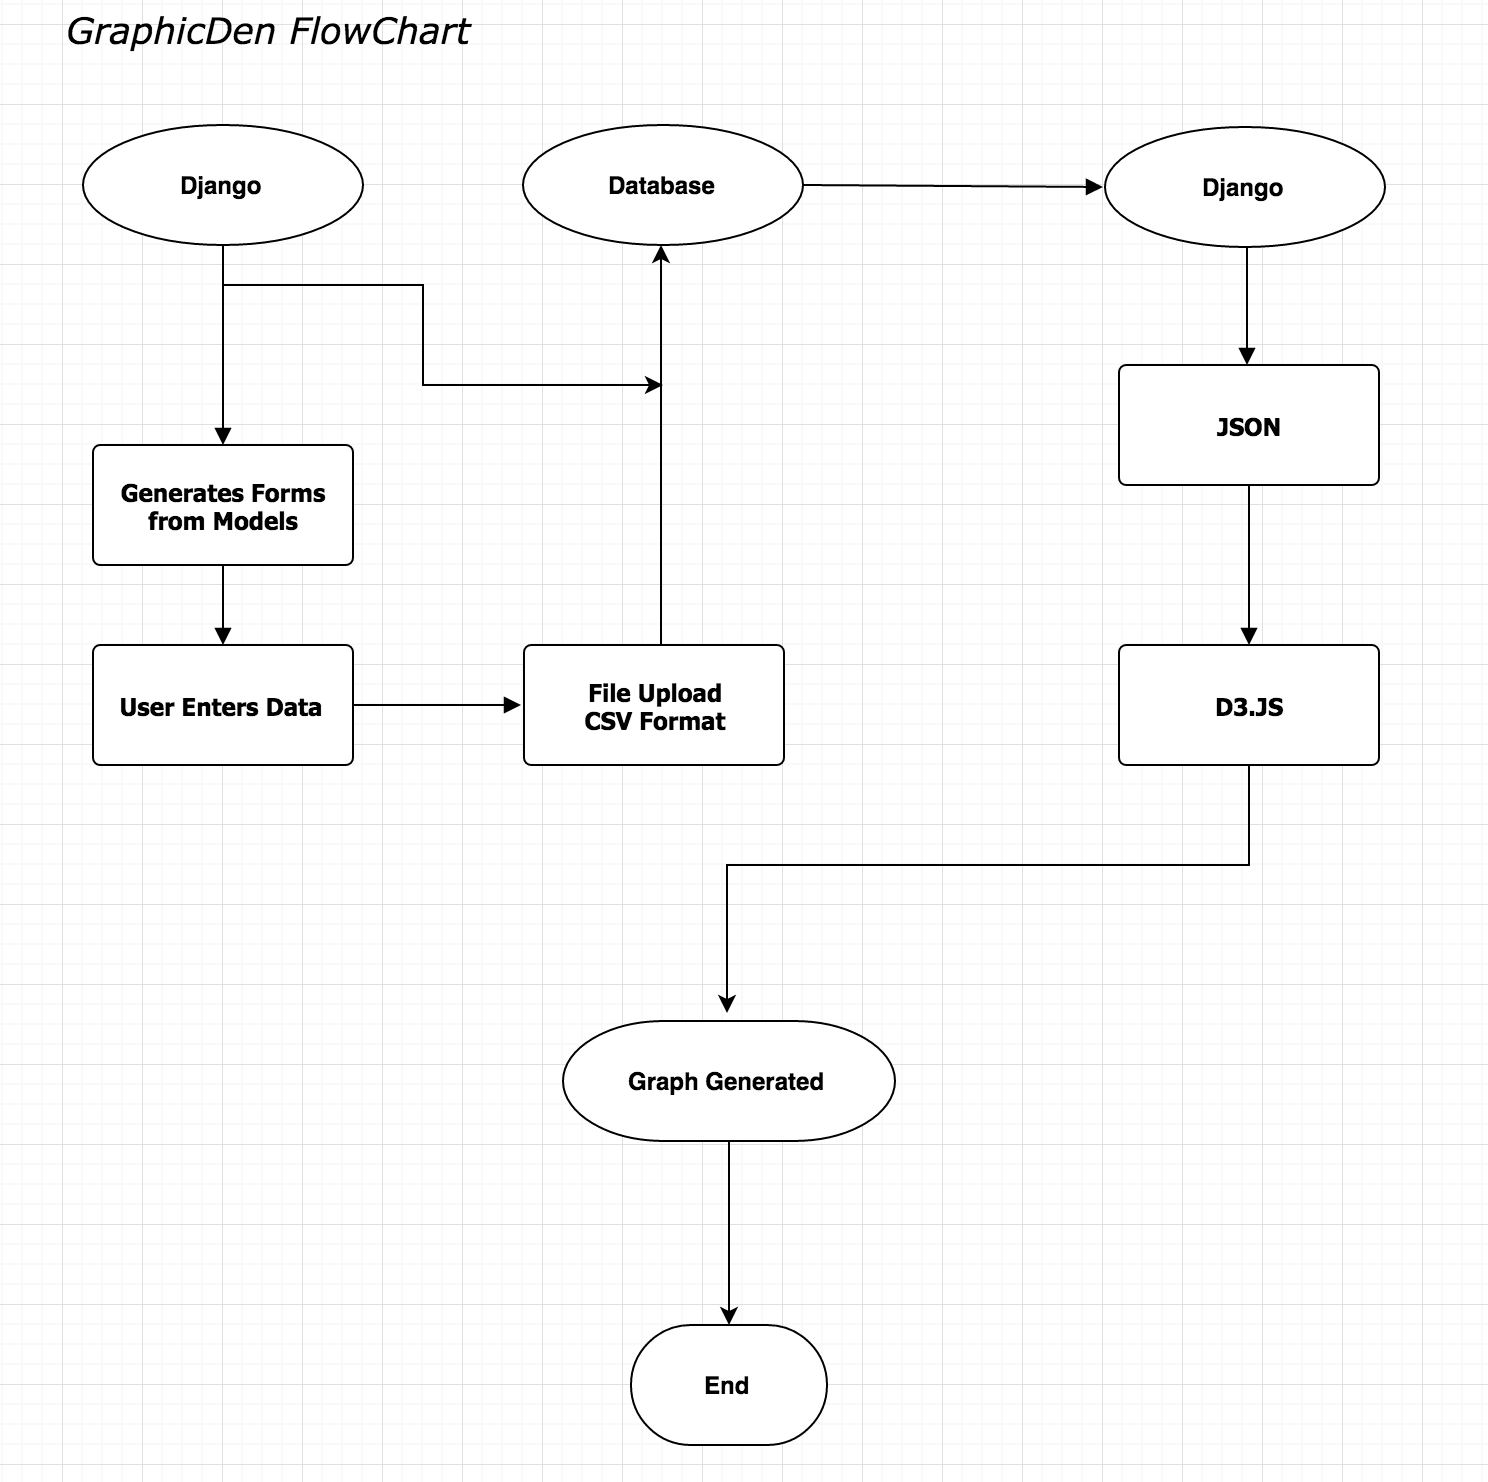 GraphicDen FlowChart
Django
Database
Django
Generates Forms
from Models
JSON
User Enters Data
File Upload
CSV Format
D3.JS
Graph Generated
End